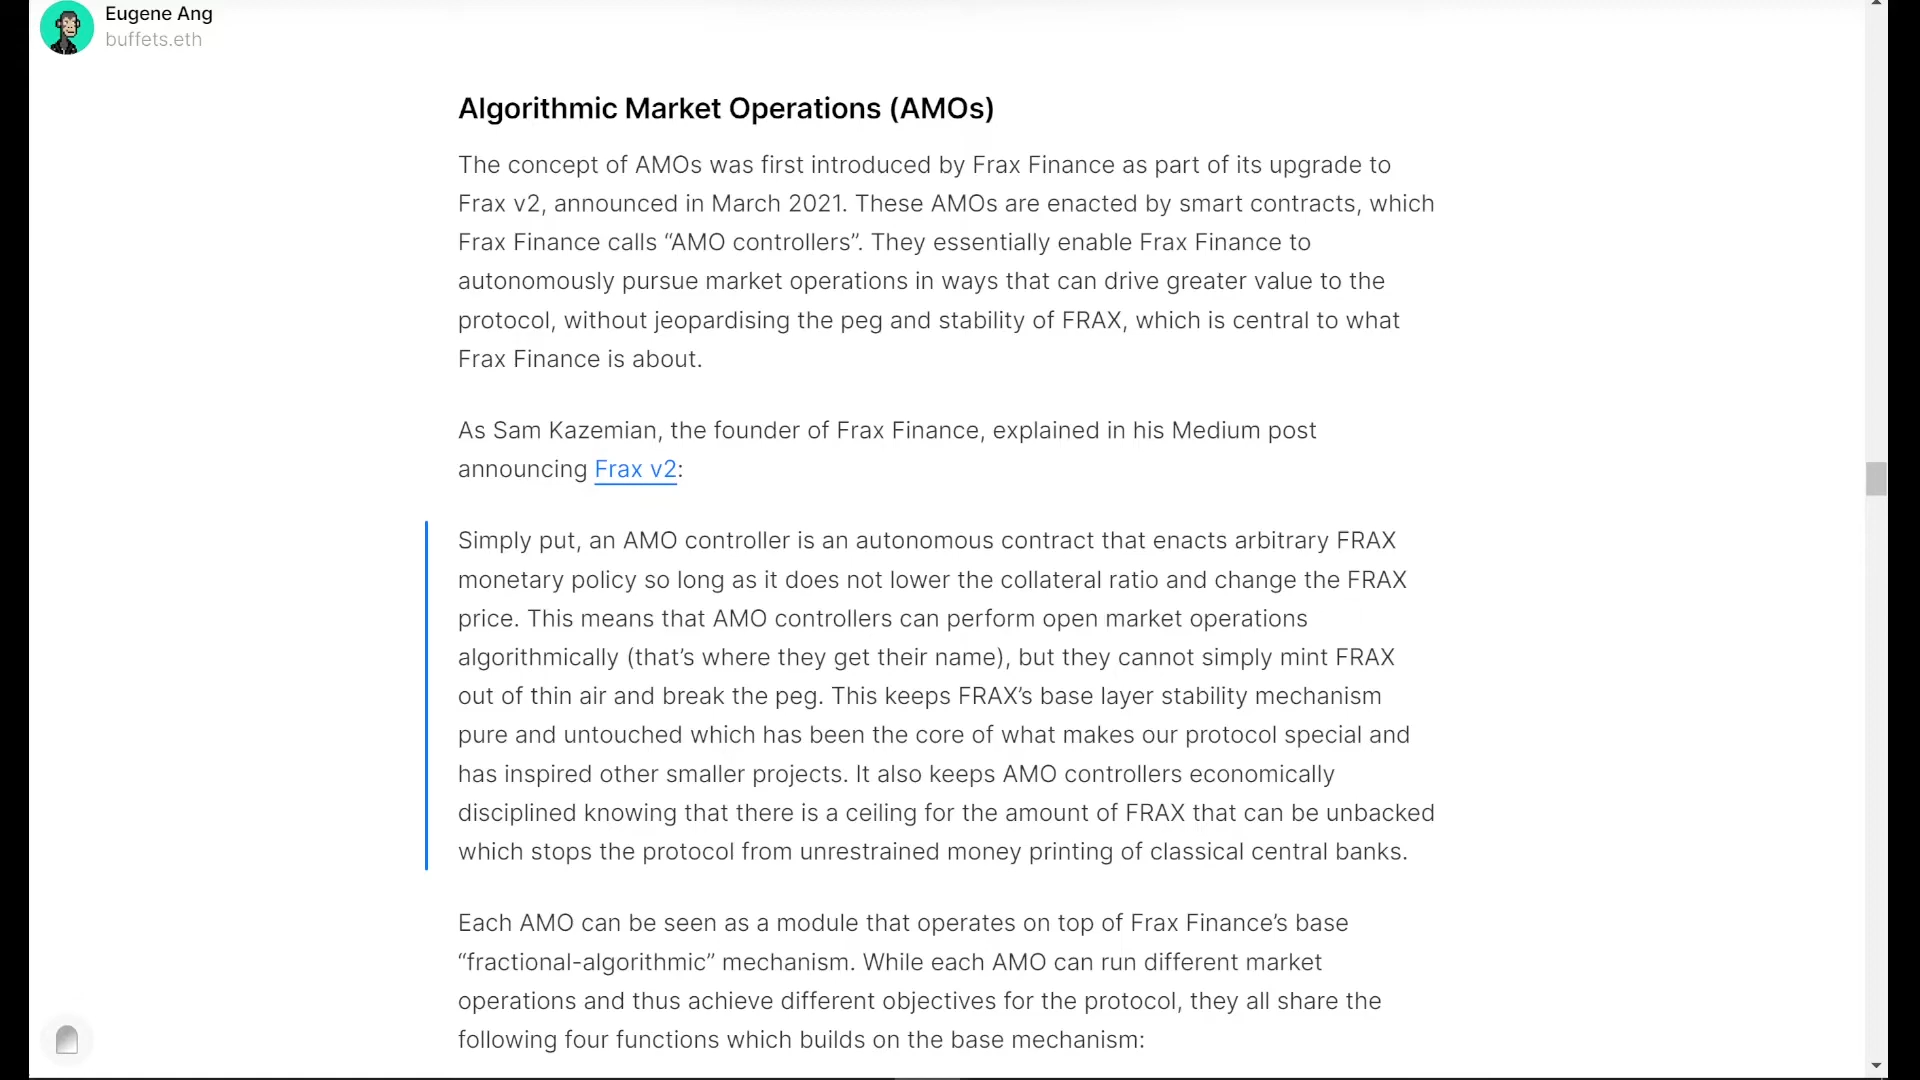 Eugene Ang
buffets.eth
Algorithmic Market Operations (AMOs)
The concept of AMOs was first introduced by Frax Finance as part of its upgrade to
Frax v2, announced in March 2021. These AMOs are enacted by smart contracts, which
Frax Finance calls “AMO controllers”. They essentially enable Frax Finance to
autonomously pursue market operations in ways that can drive greater value to the
protocol, without jeopardising the peg and stability of FRAX, which is central to what
Frax Finance is about.
As Sam Kazemian, the founder of Frax Finance, explained in his Medium post
announcing Frax v2:
Simply put, an AMO controller is an autonomous contract that enacts arbitrary FRAX
monetary policy so long as it does not lower the collateral ratio and change the FRAX
price. This means that AMO controllers can perform open market operations
algorithmically (that’s where they get their name), but they cannot simply mint FRAX
out of thin air and break the peg. This keeps FRAX’s base layer stability mechanism
pure and untouched which has been the core of what makes our protocol special and
has inspired other smaller projects. It also keeps AMO controllers economically
disciplined knowing that there is a ceiling for the amount of FRAX that can be unbacked
which stops the protocol from unrestrained money printing of classical central banks.
Each AMO can be seen as a module that operates on top of Frax Finance’s base
“fractional-algorithmic” mechanism. While each AMO can run different market
operations and thus achieve different objectives for the protocol, they all share the
following four functions which builds on the base mechanism: